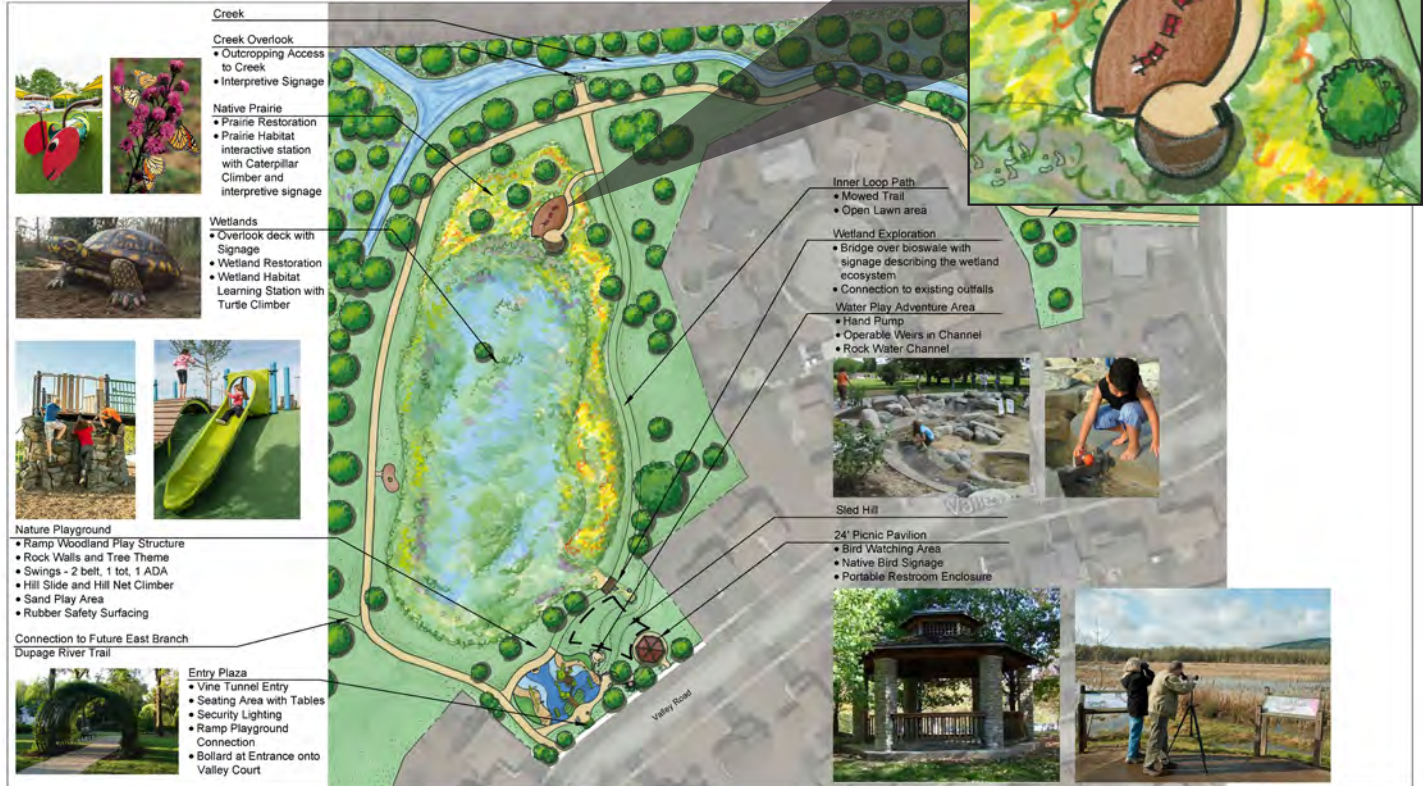 Creek
Creek Overlook
• Outcropping Access
to Creek
• Interpretive Signage
Native Prairie
• Prairie Restoration
• Prairie Habitat
interactive station
with Caterpillar
Climber and
interpretive signage
Wetlands
• Overlook deck with
Signage
• Wetland Restoration
• Wetland Habitat
Learning Station with
Turtle Climber
Nature Playground
• Ramp Woodland Play Structure
• Rock Walls and Tree Theme
• Swings - 2 belt, 1 tot, 1 ADA
• Hill Slide and Hill Net Climber
• Sand Play Area
• Rubber Safety Surfacing
Connection to Future East Branch
Dupage River Trail
Entry Plaza
• Vine Tunnel Entry
• Seating Area with Tables
• Security Lighting
• Ramp Playground
Connection
• Bollard at Entrance onto
Valley Court
Valley Road
Inner Loop Path
• Mowed Trail
• Open Lawn area
Wetland Exploration
• Bridge over bioswale with
signage describing the wetland
ecosystem
• Connection to existing outfalls
Water Play Adventure Area
• Hand Pump
• Operable Weirs in Channel
• Rock Water Channel
Sled Hill
24' Picnic Pavilion
• Bird Watching Area
• Native Bird Signage
• Portable Restroom Enclosure